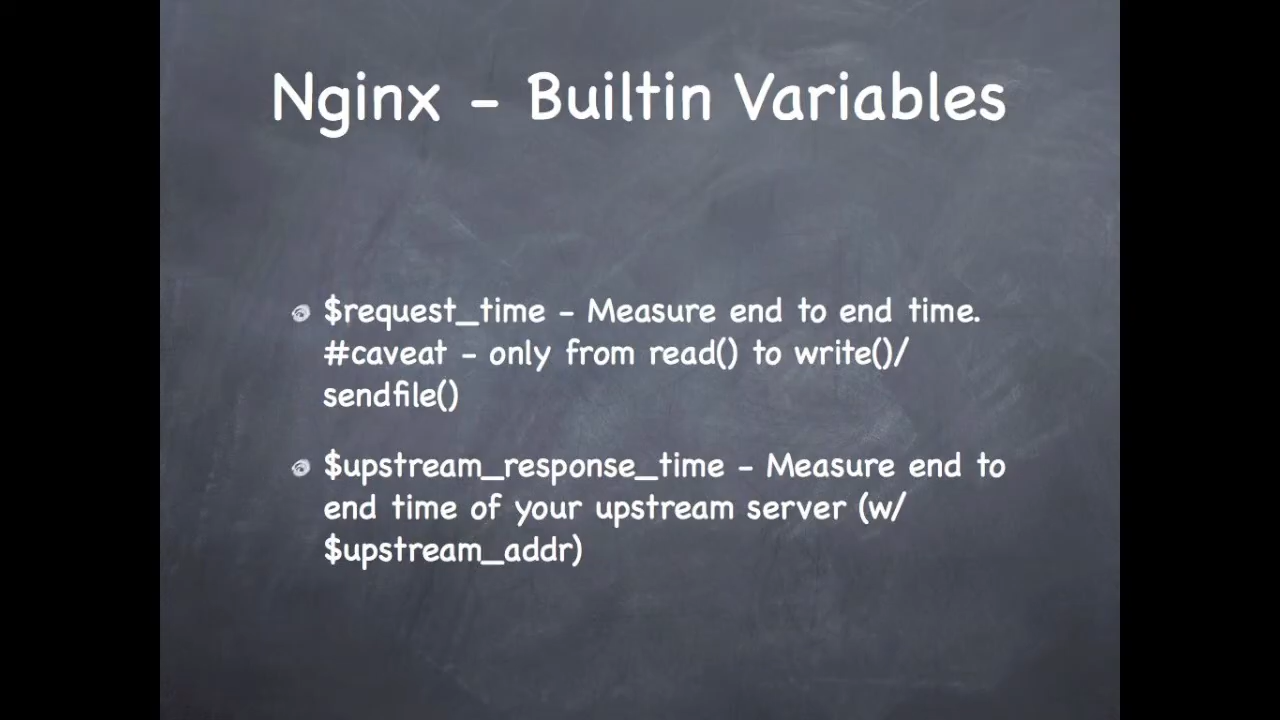 Nginx - Builtin Variables
$request_time - Measure end to end time.
#caveat - only from read() to write()/
sendfile()
$upstream_response_time - Measure end to
end time of your upstream server (w/
$upstream_addr)